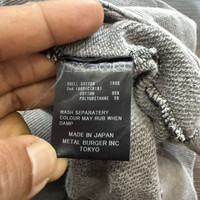 SHELL COTTON 100%
2nd FABRIC(RIB)
COTTON 95%
POLYURETHANE 5%
WASH SEPARATERY
COLOUR MAY RUB WHEN
DAMP
MADE IN JAPAN
METAL BURGER INC
TOKYO